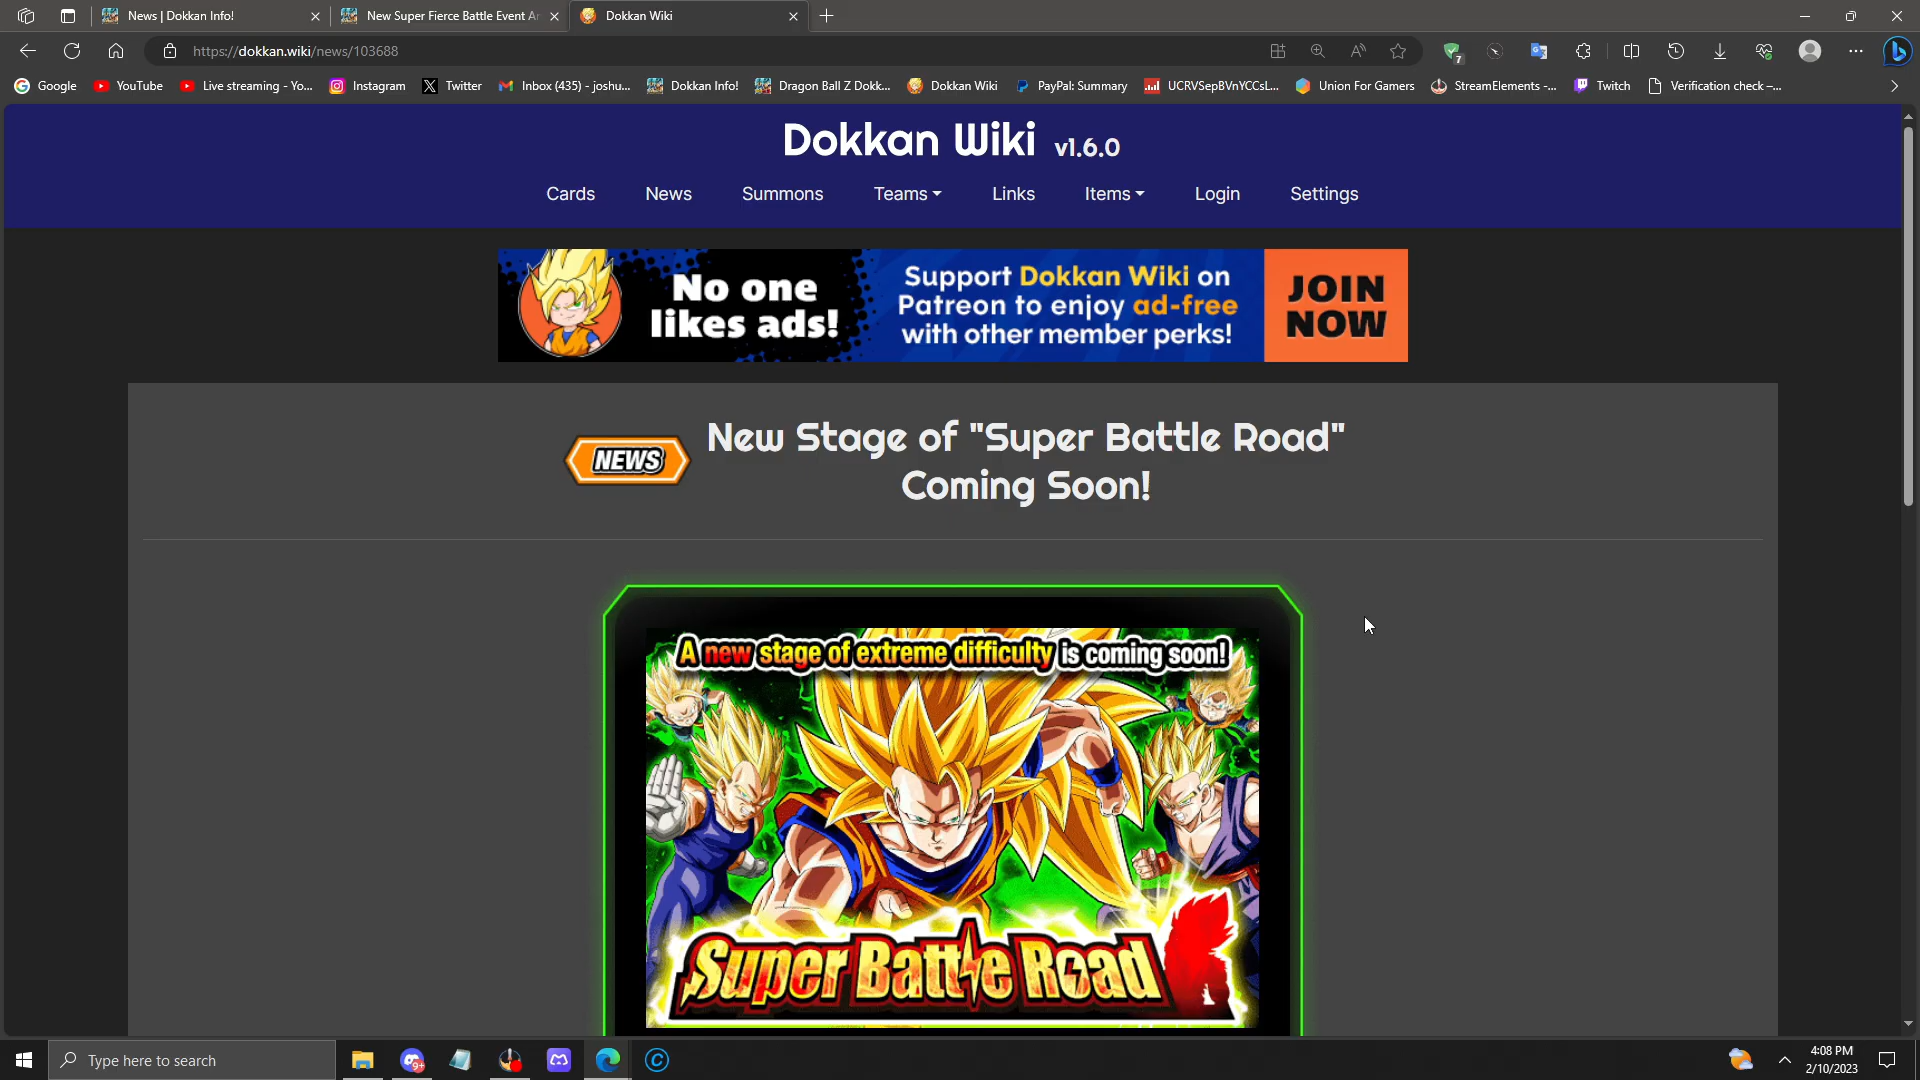 News | Dokkan Info!
New Super Fierce Battle Event Ar
Dokkan Wiki
https://dokkan.wiki/news/103688
7
Google
YouTube
Live streaming - Yo...
Instagram
Twitter
Inbox (435) - joshu...
Dokkan Info!
Dragon Ball Z Dokk...
Dokkan Wiki
PayPal: Summary
UCRVSepBVnYCCsL...
Union For Gamers
StreamElements -...
Twitch
Verification check –...
Dokkan Wiki v1.6.0
Cards
News
Summons
Teams
Links
Items
Login
Settings
No one
likes ads!
Support Dokkan Wiki on
Patreon to enjoy ad-free
with other member perks!
JOIN
NOW
NEWS
New Stage of "Super Battle Road"
Coming Soon!
A new stage of extreme difficulty is coming soon!
Super Battle Road
Type here to search
9+
4:08 PM
2/10/2023